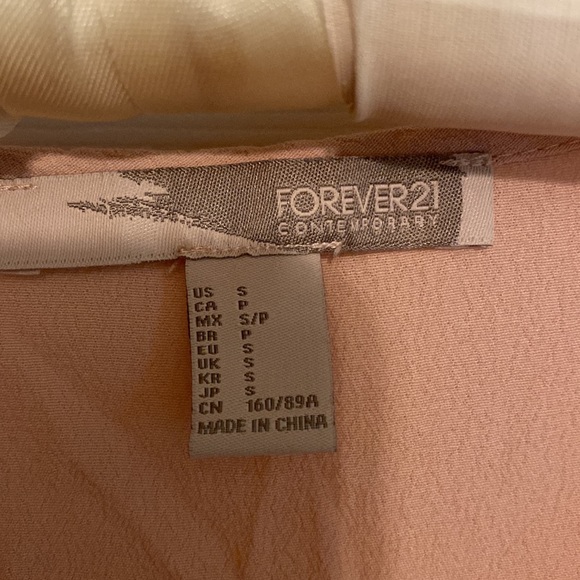 FOREVER21
CONTEMPORARY
US S
CA P
MX S/P
BR P
EU S
UK S
KR S
JP S
CN 160/89A
MADE IN CHINA